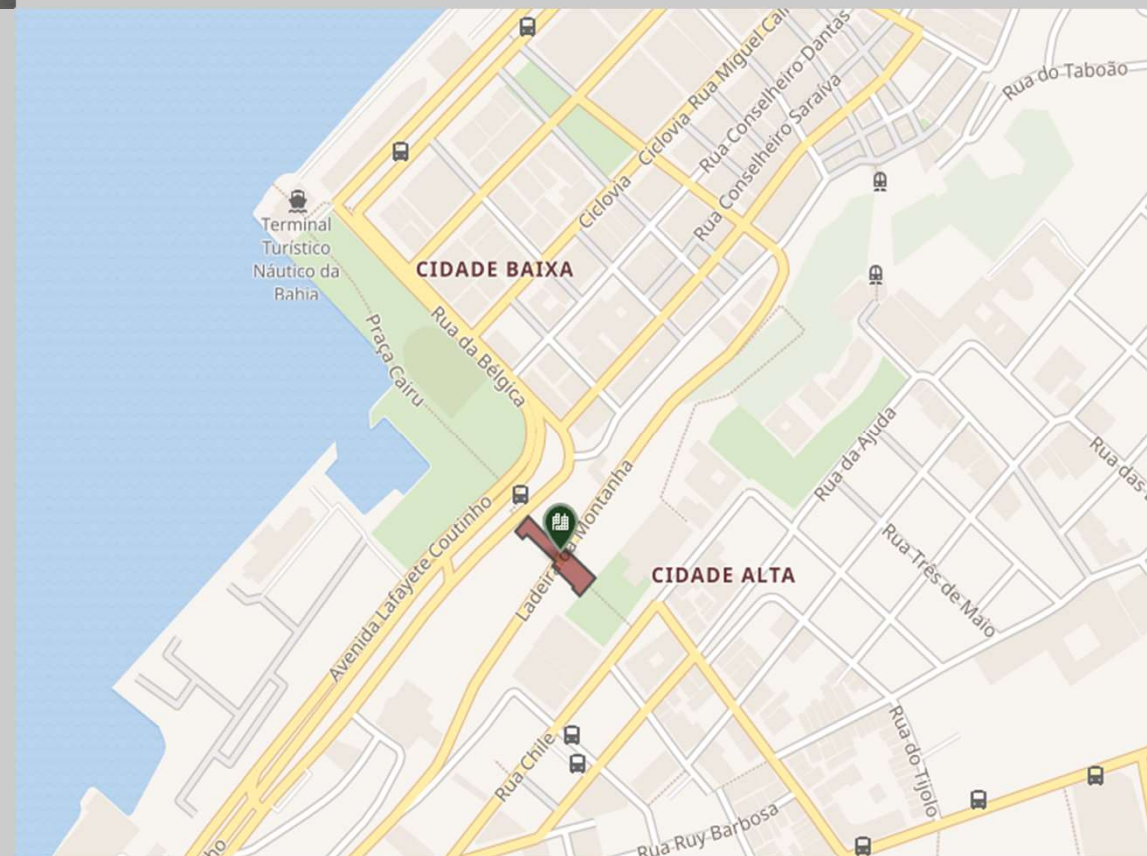 Rua Miguel Cal
Rua Conselheiro Dantas
Rua Conselheiro Saraíva
Ciclovia
Ciclovia
Rua do Taboão
Terminal
Turístico
Náutico da
Bahia
CIDADE BAIXA
Rua da Bélgica
Praça Cairu
Rua da Ajuda
Rua das
Ladeira da Montanha
Avenida Lafayete Coutinho
CIDADE ALTA
Rua Três de Maio
Rua Chile
Rua do Tijolo
Rua Ruy Barbosa
ho